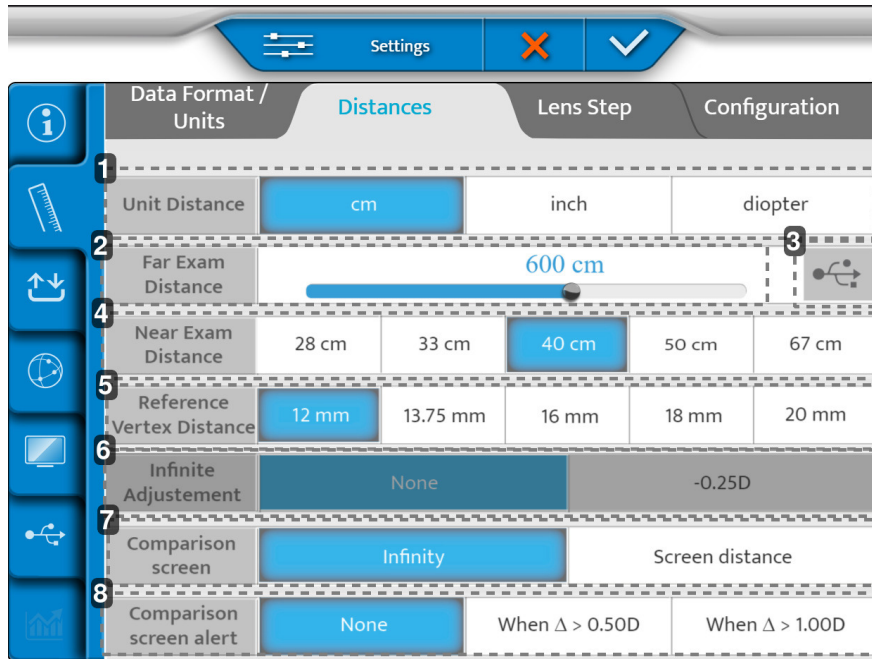 Settings
Data Format /
Units
Distances
Lens Step
Configuration
1
Unit Distance
cm
inch
diopter
2
Far Exam
Distance
600 cm
3
4
Near Exam
Distance
28 cm
33 cm
40 cm
50 cm
67 cm
5
Reference
Vertex Distance
12 mm
13.75 mm
16 mm
18 mm
20 mm
6
Infinite
Adjustement
None
-0.25D
7
Comparison
screen
Infinity
Screen distance
8
Comparison
screen alert
None
When Δ > 0.50D
When Δ > 1.00D